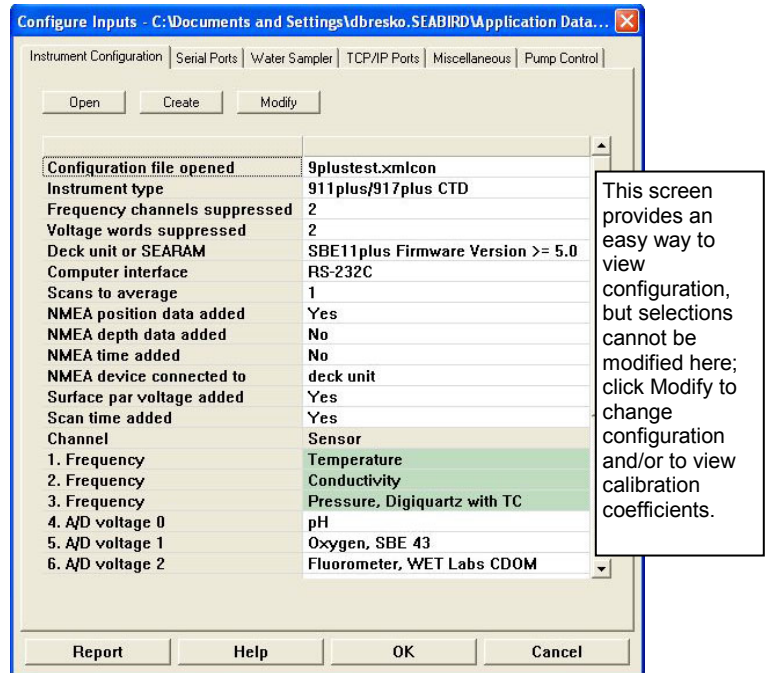 Configure Inputs - C:\Documents and Settings\dbresko.SEABIRD\Application Data...
Instrument Configuration Serial Ports Water Sampler TCP/IP Ports Miscellaneous Pump Control
Open Create Modify
Configuration file opened 9plustest.xmlcon
Instrument type 911plus/917plus CTD
Frequency channels suppressed 2
Voltage words suppressed 2
Deck unit or SEARAM SBE11plus Firmware Version >= 5.0
Computer interface RS-232C
Scans to average 1
NMEA position data added Yes
NMEA depth data added No
NMEA time added No
NMEA device connected to deck unit
Surface par voltage added Yes
Scan time added Yes
Channel Sensor
1. Frequency Temperature
2. Frequency Conductivity
3. Frequency Pressure, Digiquartz with TC
4. A/D voltage 0 pH
5. A/D voltage 1 Oxygen, SBE 43
6. A/D voltage 2 Fluorometer, WET Labs CDOM
Report Help OK Cancel
This screen
provides an
easy way to
view
configuration,
but selections
cannot be
modified here;
click Modify to
change
configuration
and/or to view
calibration
coefficients.